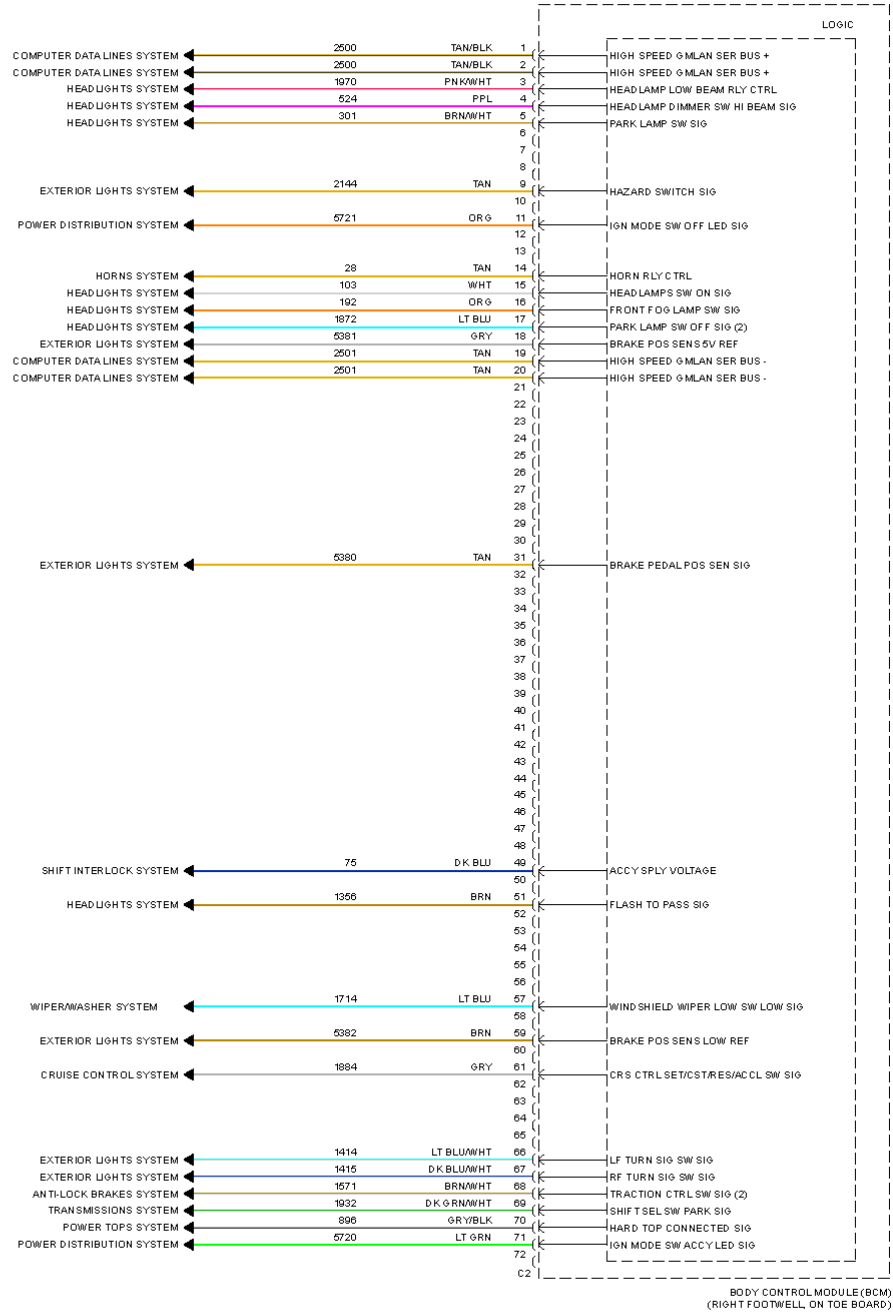 LOGIC
COMPUTER DATA LINES SYSTEM 2500 TAN/BLK 1 HIGH SPEED GMLAN SER BUS +
COMPUTER DATA LINES SYSTEM 2500 TAN/BLK 2 HIGH SPEED GMLAN SER BUS +
HEADLIGHTS SYSTEM 1970 PNK/WHT 3 HEADLAMP LOW BEAM RLY CTRL
HEADLIGHTS SYSTEM 524 PPL 4 HEADLAMP DIMMER SW HI BEAM SIG
HEADLIGHTS SYSTEM 301 BRN/WHT 5 PARK LAMP SW SIG
6
7
8
EXTERIOR LIGHTS SYSTEM 2144 TAN 9 HAZARD SWITCH SIG
10
POWER DISTRIBUTION SYSTEM 5721 ORG 11 IGN MODE SW OFF LED SIG
12
13
HORNS SYSTEM 28 TAN 14 HORN RLY CTRL
HEADLIGHTS SYSTEM 103 WHT 15 HEADLAMPS SW ON SIG
HEADLIGHTS SYSTEM 192 ORG 16 FRONT FOG LAMP SW SIG
HEADLIGHTS SYSTEM 1872 LT BLU 17 PARK LAMP SW OFF SIG (2)
EXTERIOR LIGHTS SYSTEM 5381 GRY 18 BRAKE POS SENS 5V REF
COMPUTER DATA LINES SYSTEM 2501 TAN 19 HIGH SPEED GMLAN SER BUS -
COMPUTER DATA LINES SYSTEM 2501 TAN 20 HIGH SPEED GMLAN SER BUS -
21
22
23
24
25
26
27
28
29
30
EXTERIOR LIGHTS SYSTEM 5380 TAN 31 BRAKE PEDAL POS SEN SIG
32
33
34
35
36
37
38
39
40
41
42
43
44
45
46
47
48
SHIFT INTERLOCK SYSTEM 75 DK BLU 49 ACCY SPLY VOLTAGE
50
HEADLIGHTS SYSTEM 1356 BRN 51 FLASH TO PASS SIG
52
53
54
55
56
WIPER/WASHER SYSTEM 1714 LT BLU 57 WINDSHIELD WIPER LOW SW LOW SIG
58
EXTERIOR LIGHTS SYSTEM 5382 BRN 59 BRAKE POS SENS LOW REF
60
CRUISE CONTROL SYSTEM 1884 GRY 61 CRS CTRL SET/CST/RES/ACCL SW SIG
62
63
64
65
EXTERIOR LIGHTS SYSTEM 1414 LT BLU/WHT 66 LF TURN SIG SW SIG
EXTERIOR LIGHTS SYSTEM 1415 DK BLU/WHT 67 RF TURN SIG SW SIG
ANTI-LOCK BRAKES SYSTEM 1571 BRN/WHT 68 TRACTION CTRL SW SIG (2)
TRANSMISSIONS SYSTEM 1932 DK GRN/WHT 69 SHIFT SEL SW PARK SIG
POWER TOPS SYSTEM 896 GRY/BLK 70 HARD TOP CONNECTED SIG
POWER DISTRIBUTION SYSTEM 5720 LT GRN 71 IGN MODE SW ACCY LED SIG
72
C2
BODY CONTROL MODULE (BCM)
(RIGHT FOOTWELL, ON TOE BOARD)